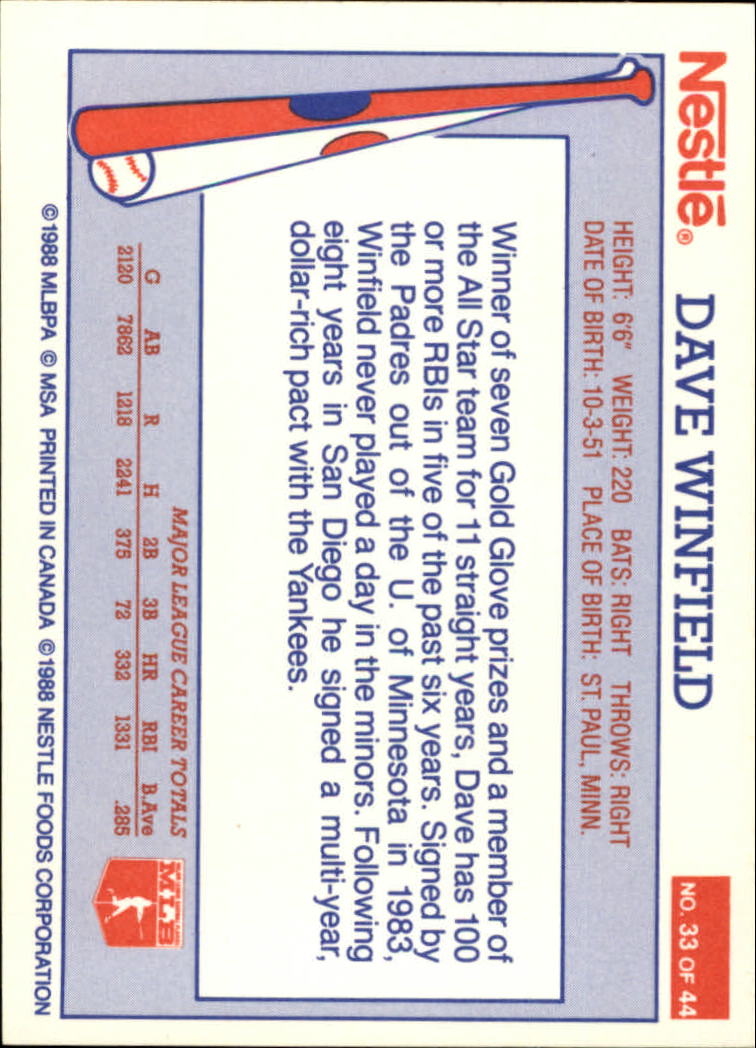 Nestlé®
DAVE WINFIELD
NO. 33 OF 44
HEIGHT: 6'6" WEIGHT: 220 BATS: RIGHT THROWS: RIGHT
DATE OF BIRTH: 10-3-51 PLACE OF BIRTH: ST. PAUL, MINN.
Winner of seven Gold Glove prizes and a member of
the All Star team for 11 straight years, Dave has 100
or more RBIs in five of the past six years. Signed by
the Padres out of the U. of Minnesota in 1983,
Winfield never played a day in the minors. Following
eight years in San Diego he signed a multi-year,
dollar-rich pact with the Yankees.
MAJOR LEAGUE CAREER TOTALS
G AB R H 2B 3B HR RBI B.Ave
2120 7862 1218 2241 375 72 332 1331 .285
MLB
© 1988 MLBPA © MSA PRINTED IN CANADA © 1988 NESTLE FOODS CORPORATION